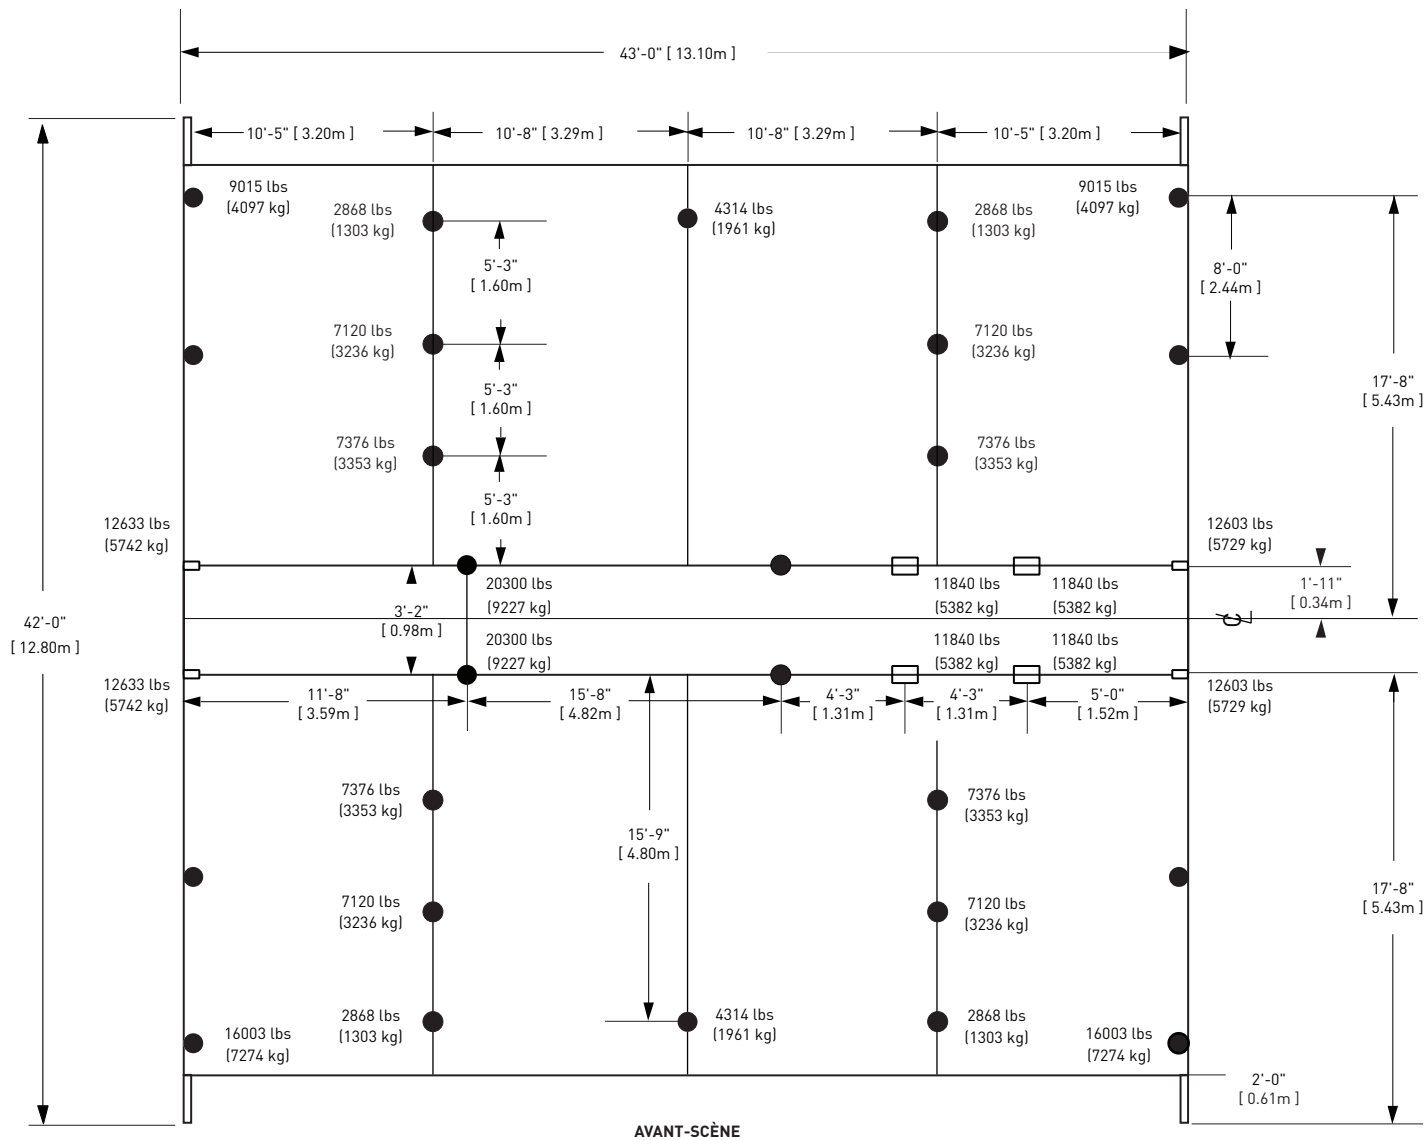 43'-0" [ 13.10m ]
10'-5" [ 3.20m ]
10'-8" [ 3.29m ]
10'-8" [ 3.29m ]
10'-5" [ 3.20m ]
9015 lbs
(4097 kg)
2868 lbs
(1303 kg)
4314 lbs
(1961 kg)
2868 lbs
(1303 kg)
9015 lbs
(4097 kg)
5'-3"
[ 1.60m ]
8'-0"
[ 2.44m ]
7120 lbs
(3236 kg)
7120 lbs
(3236 kg)
5'-3"
[ 1.60m ]
17'-8"
[ 5.43m ]
7376 lbs
(3353 kg)
7376 lbs
(3353 kg)
5'-3"
[ 1.60m ]
12633 lbs
(5742 kg)
12603 lbs
(5729 kg)
20300 lbs
(9227 kg)
11840 lbs
(5382 kg)
11840 lbs
(5382 kg)
1'-11"
[ 0.34m ]
3'-2"
[ 0.98m ]
42'-0"
[ 12.80m ]
20300 lbs
(9227 kg)
11840 lbs
(5382 kg)
11840 lbs
(5382 kg)
12633 lbs
(5742 kg)
12603 lbs
(5729 kg)
11'-8"
[ 3.59m ]
15'-8"
[ 4.82m ]
4'-3"
[ 1.31m ]
4'-3"
[ 1.31m ]
5'-0"
[ 1.52m ]
7376 lbs
(3353 kg)
7376 lbs
(3353 kg)
15'-9"
[ 4.80m ]
7120 lbs
(3236 kg)
7120 lbs
(3236 kg)
17'-8"
[ 5.43m ]
2868 lbs
(1303 kg)
4314 lbs
(1961 kg)
2868 lbs
(1303 kg)
16003 lbs
(7274 kg)
16003 lbs
(7274 kg)
2'-0"
[ 0.61m ]
AVANT-SCÈNE